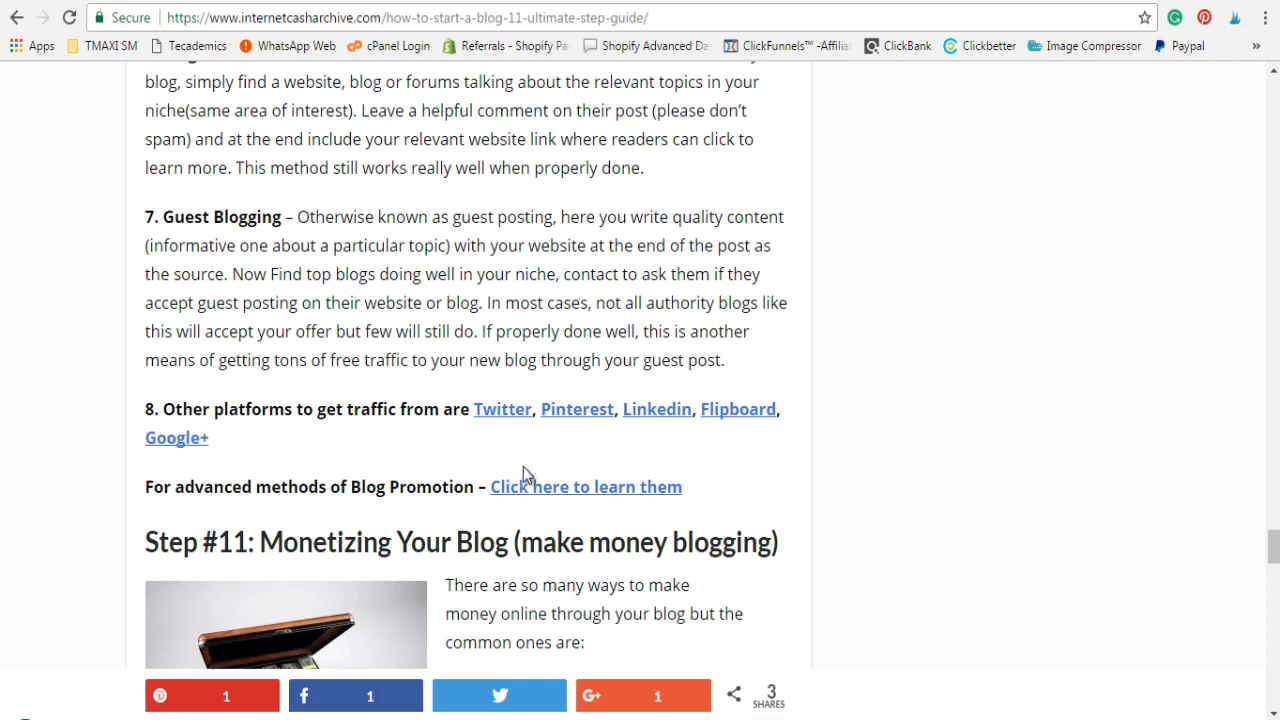 Secure https://www.internetcasharchive.com/how-to-start-a-blog-11-ultimate-step-guide/
Apps TMAXI SM Tecademics WhatsApp Web cPanel Login Referrals - Shopify Pa Shopify Advanced Da ClickFunnels™ -Affilia ClickBank Clickbetter Image Compressor Paypal »
blog, simply find a website, blog or forums talking about the relevant topics in your
niche(same area of interest). Leave a helpful comment on their post (please don't
spam) and at the end include your relevant website link where readers can click to
learn more. This method still works really well when properly done.
7. Guest Blogging – Otherwise known as guest posting, here you write quality content
(informative one about a particular topic) with your website at the end of the post as
the source. Now Find top blogs doing well in your niche, contact to ask them if they
accept guest posting on their website or blog. In most cases, not all authority blogs like
this will accept your offer but few will still do. If properly done well, this is another
means of getting tons of free traffic to your new blog through your guest post.
8. Other platforms to get traffic from are Twitter, Pinterest, Linkedin, Flipboard,
Google+
For advanced methods of Blog Promotion – Click here to learn them
Step #11: Monetizing Your Blog (make money blogging)
There are so many ways to make
money online through your blog but the
common ones are:
1 1 G+ 1 3
SHARES